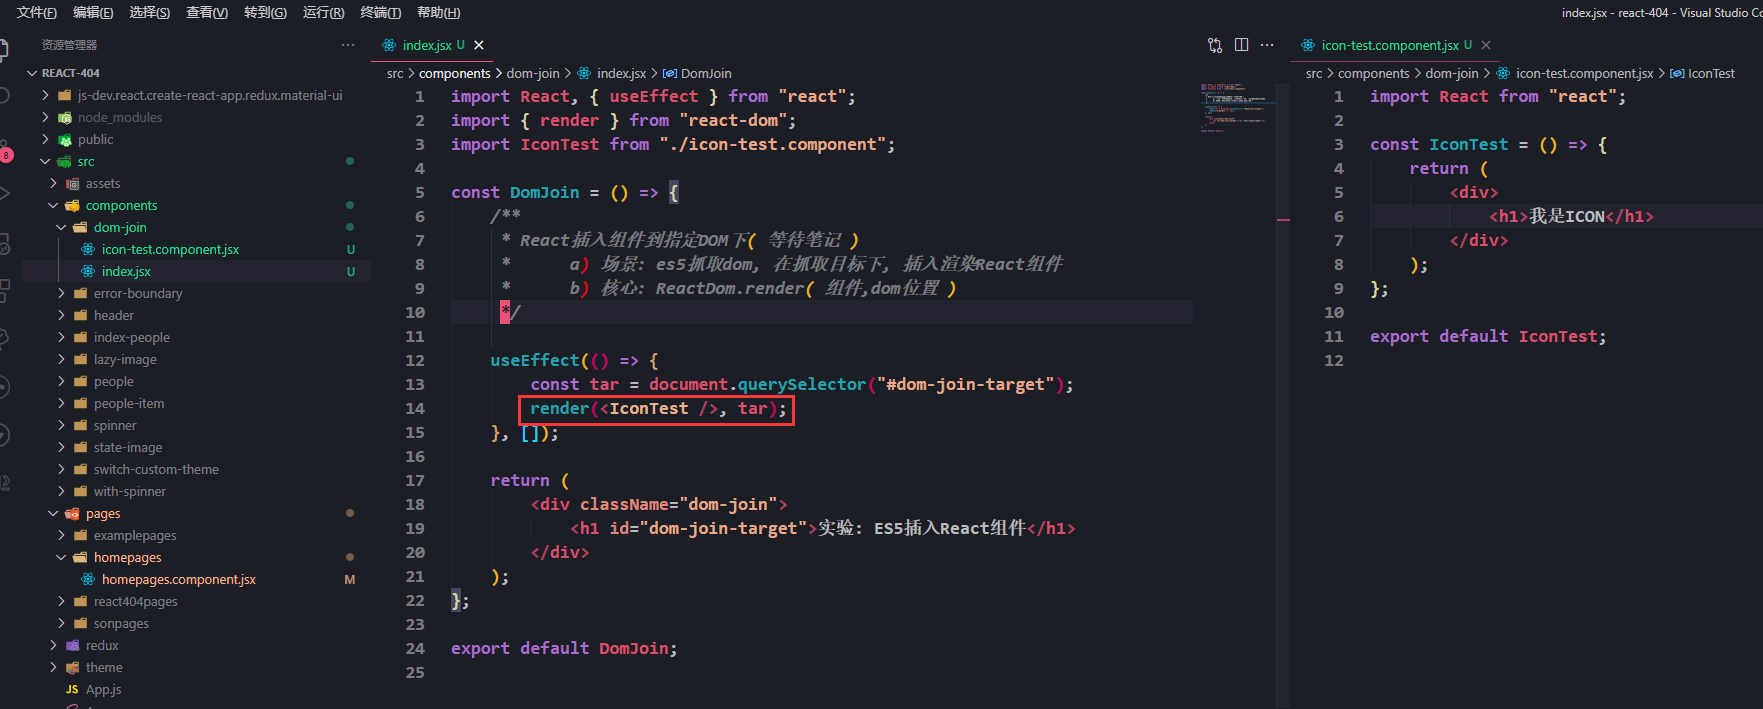 文件(F) 编辑(E) 选择(S) 查看(V) 转到(G) 运行(R) 终端(T) 帮助(H)
index.jsx - react-404 - Visual Studio Co
资源管理器 ···
REACT-404
js-dev.react.create-react-app.redux.material-ui
node_modules
public
8
src
assets
components
dom-join
icon-test.component.jsx U
index.jsx U
error-boundary
header
index-people
lazy-image
people
people-item
spinner
state-image
switch-custom-theme
with-spinner
pages
examplepages
homepages
homepages.component.jsx M
react404pages
sonpages
redux
theme
JS App.js
index.jsx U
src > components > dom-join > index.jsx > DomJoin
1 import React, { useEffect } from "react";
2 import { render } from "react-dom";
3 import IconTest from "./icon-test.component";
4
5 const DomJoin = () => {
6 /**
7 * React插入组件到指定DOM下( 等待笔记 )
8 * a) 场景: es5抓取dom, 在抓取目标下, 插入渲染React组件
9 * b) 核心: ReactDom.render( 组件,dom位置 )
10 */
11
12 useEffect(() => {
13 const tar = document.querySelector("#dom-join-target");
14 render(<IconTest />, tar);
15 }, []);
16
17 return (
18 <div className="dom-join">
19 <h1 id="dom-join-target">实验: ES5插入React组件</h1>
20 </div>
21 );
22 };
23
24 export default DomJoin;
25
icon-test.component.jsx U
src > components > dom-join > icon-test.component.jsx > IconTest
1 import React from "react";
2
3 const IconTest = () => {
4 return (
5 <div>
6 <h1>我是ICON</h1>
7 </div>
8 );
9 };
10
11 export default IconTest;
12